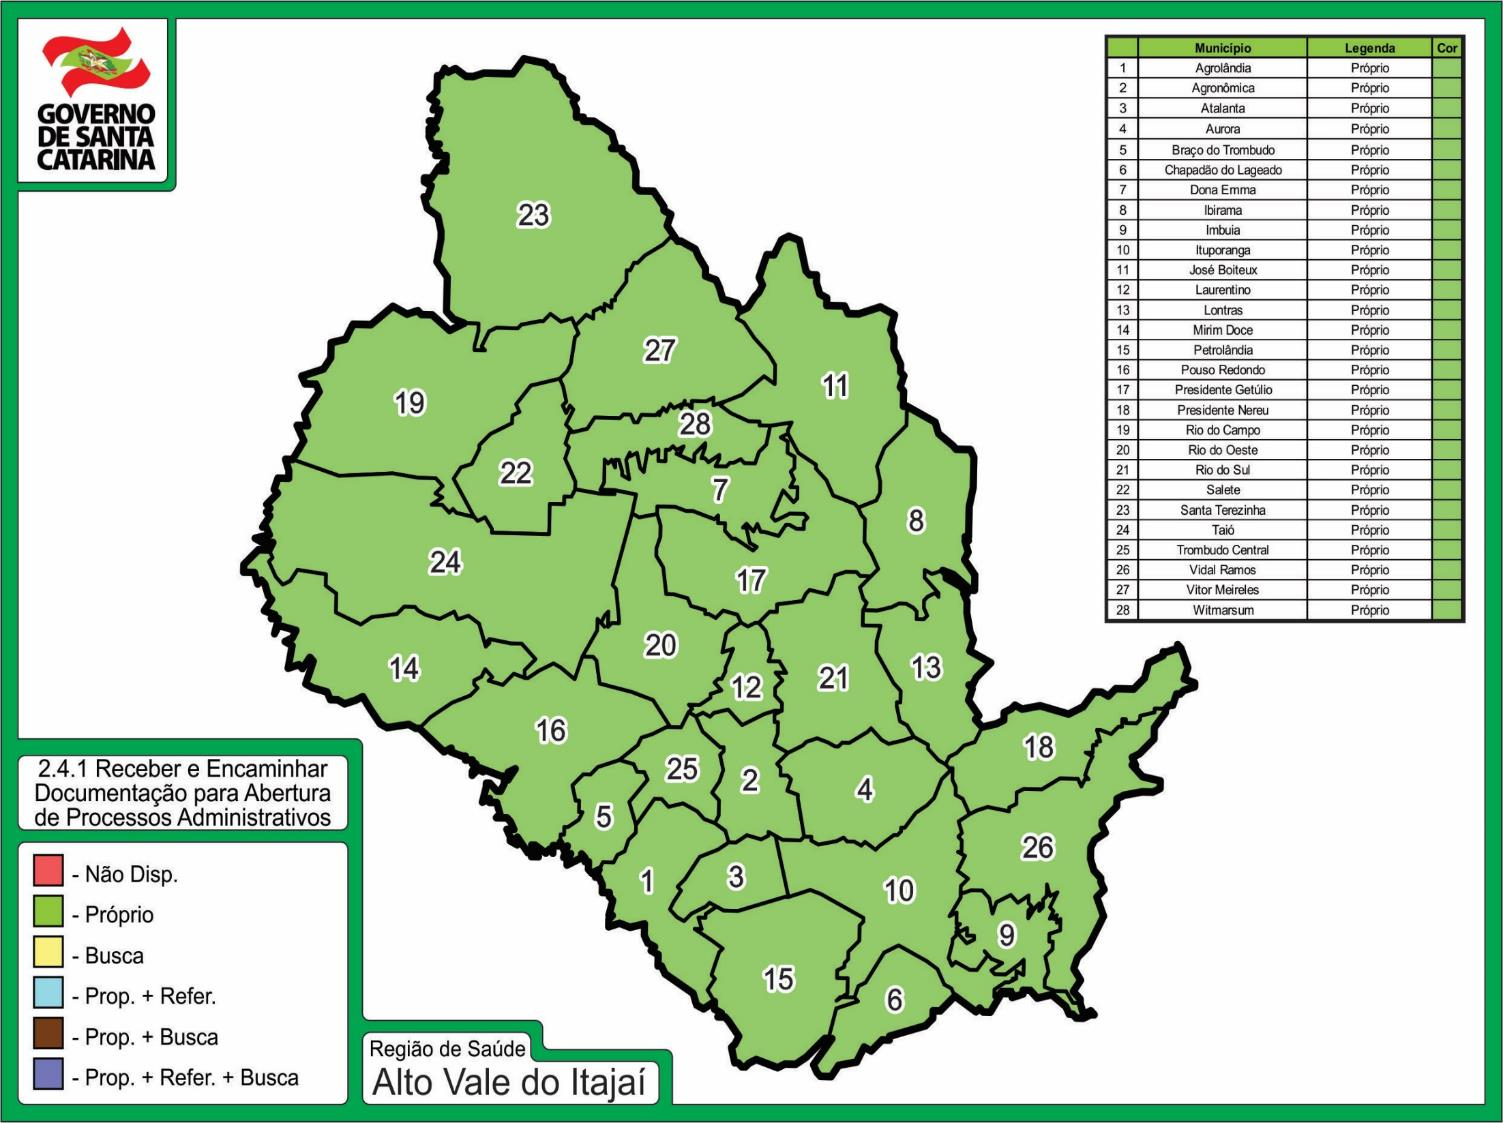 GOVERNO
DE SANTA
CATARINA
Município Legenda Cor
1 Agrolândia Próprio
2 Agronômica Próprio
3 Atalanta Próprio
4 Aurora Próprio
5 Braço do Trombudo Próprio
6 Chapadão do Lageado Próprio
7 Dona Emma Próprio
8 Ibirama Próprio
9 Imbuia Próprio
10 Ituporanga Próprio
11 José Boiteux Próprio
12 Laurentino Próprio
13 Lontras Próprio
14 Mirim Doce Próprio
15 Petrolândia Próprio
16 Pouso Redondo Próprio
17 Presidente Getúlio Próprio
18 Presidente Nereu Próprio
19 Rio do Campo Próprio
20 Rio do Oeste Próprio
21 Rio do Sul Próprio
22 Salete Próprio
23 Santa Terezinha Próprio
24 Taió Próprio
25 Trombudo Central Próprio
26 Vidal Ramos Próprio
27 Vitor Meireles Próprio
28 Witmarsum Próprio
23
27
11
19
28
22
7
8
24
17
20
14
12
21
13
16
18
25
2
4
5
26
1
3
10
9
15
6
2.4.1 Receber e Encaminhar
Documentação para Abertura
de Processos Administrativos
- Não Disp.
- Próprio
- Busca
- Prop. + Refer.
- Prop. + Busca
- Prop. + Refer. + Busca
Região de Saúde
Alto Vale do Itajaí